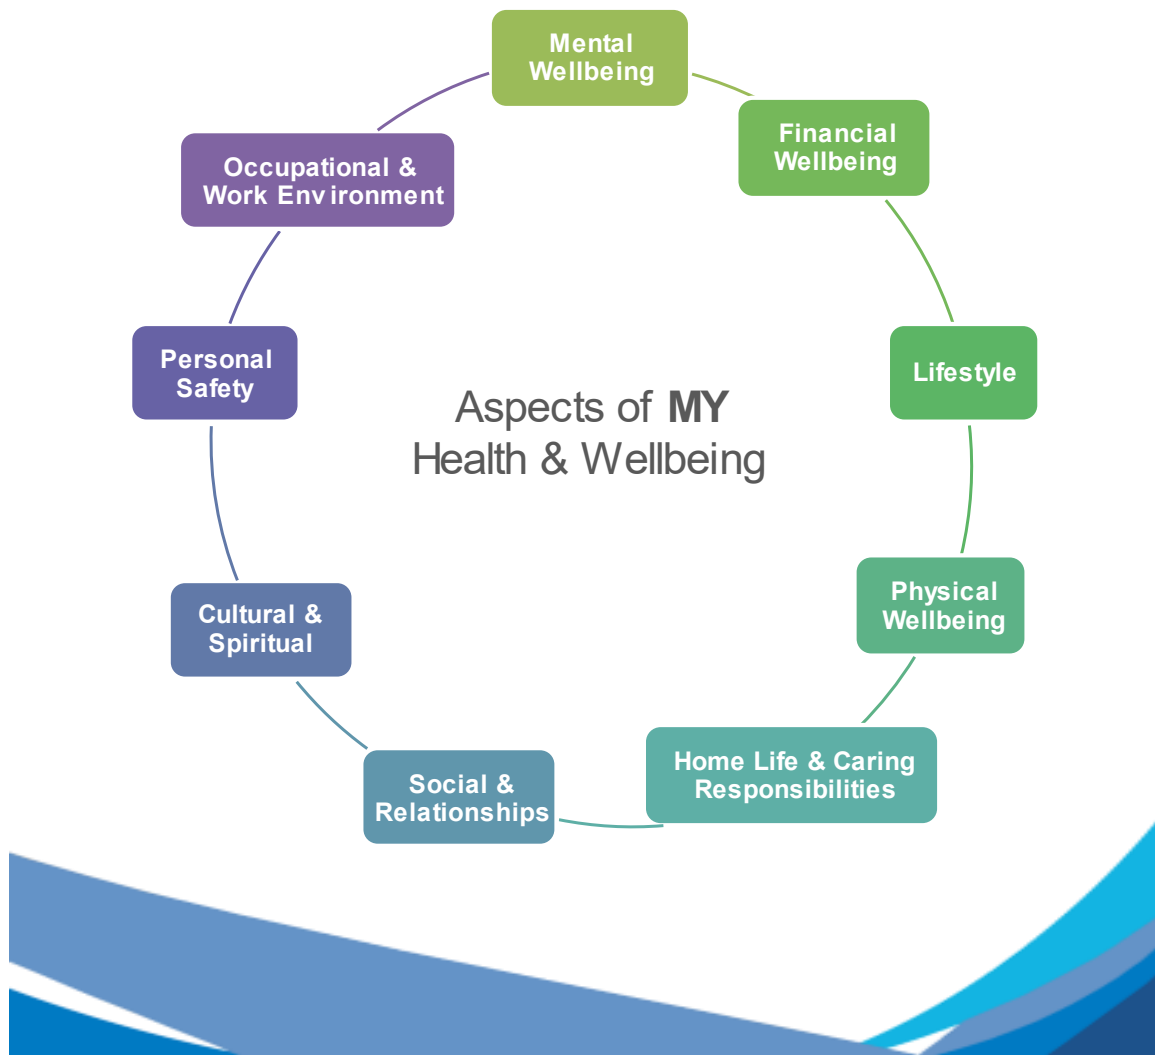 Mental
Wellbeing
Financial
Wellbeing
Occupational &
Work Environment
Personal
Safety
Lifestyle
Aspects of MY
Health & Wellbeing
Physical
Wellbeing
Cultural &
Spiritual
Home Life & Caring
Responsibilities
Social &
Relationships